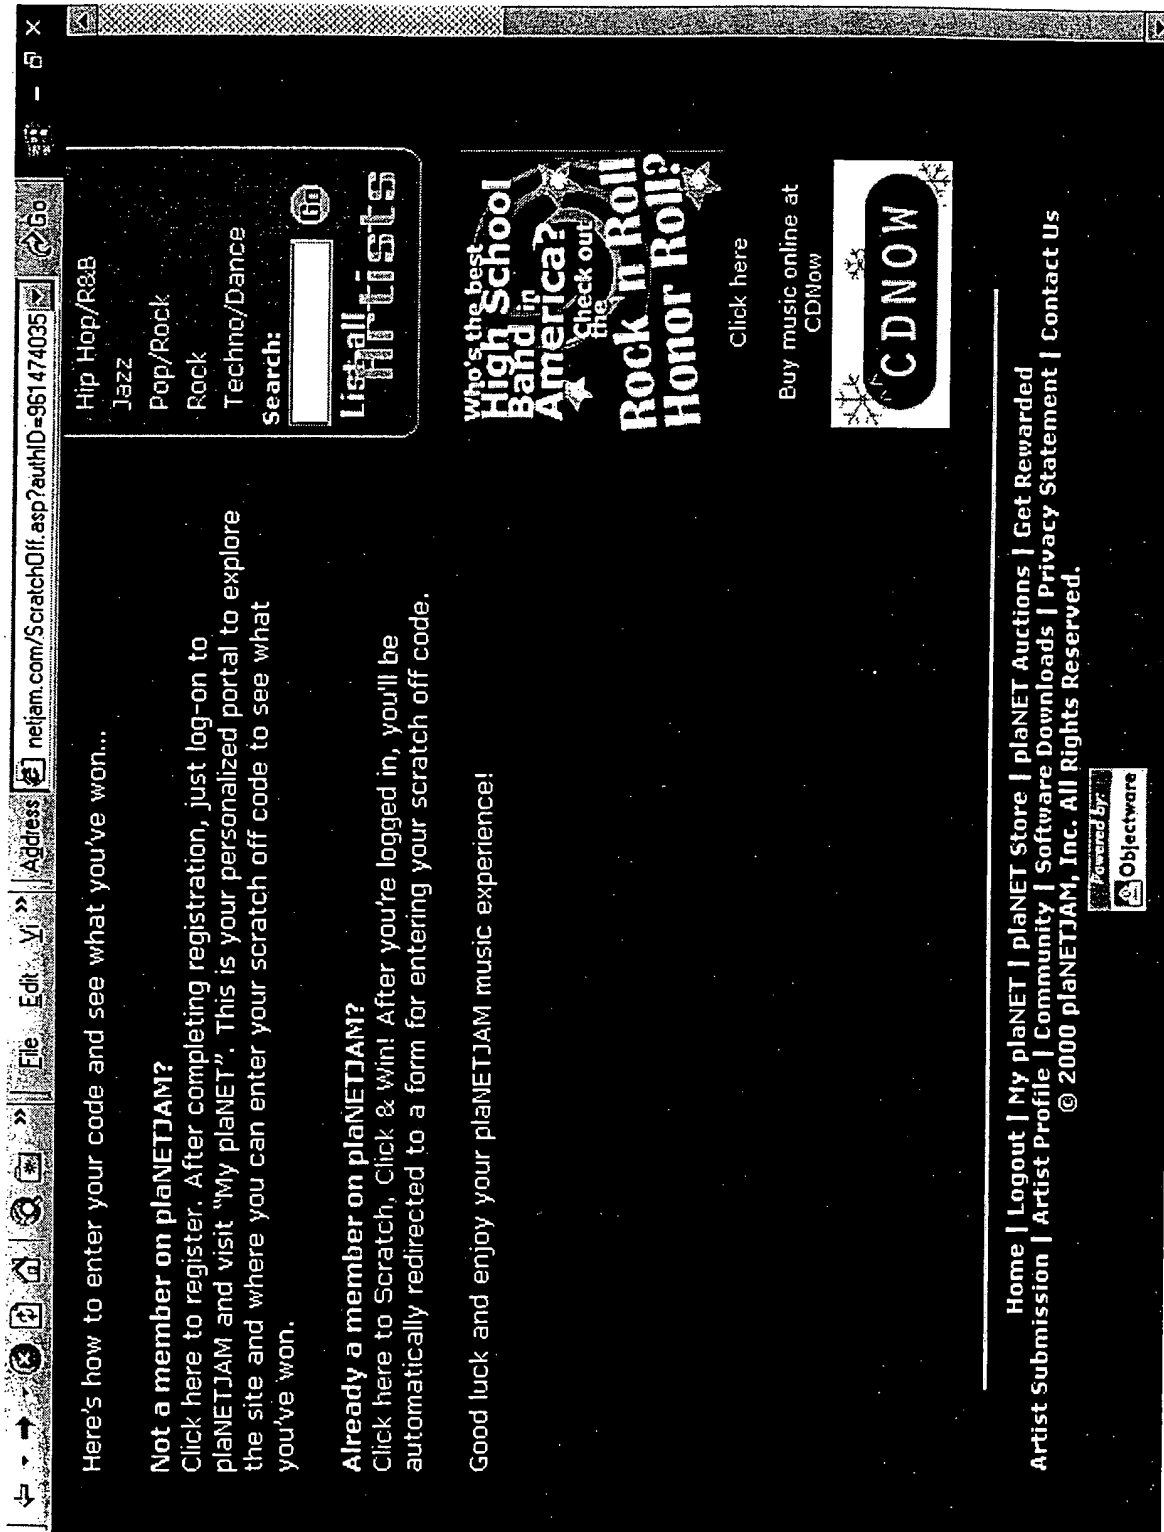 File Edit Vi » Address netjam.com/ScratchOff.asp?authID=961474035 Go
Here's how to enter your code and see what you've won...
Not a member on plaNETJAM?
Click here to register. After completing registration, just log-on to
plaNETJAM and visit "My plaNET". This is your personalized portal to explore
the site and where you can enter your scratch off code to see what
you've won.
Already a member on plaNETJAM?
Click here to Scratch, Click & Win! After you're logged in, you'll be
automatically redirected to a form for entering your scratch off code.
Good luck and enjoy your plaNETJAM music experience!
Hip Hop/R&B
Jazz
Pop/Rock
Rock
Techno/Dance
Search:
Go
List all
Artists
Who's the best
High School
Band in
America?
Check out
the
Rock n Roll
Honor Roll?
Click here
Buy music online at
CDNow
CDNOW
Home | Logout | My plaNET | plaNET Store | plaNET Auctions | Get Rewarded
Artist Submission | Artist Profile | Community | Software Downloads | Privacy Statement | Contact Us
© 2000 plaNETJAM, Inc. All Rights Reserved.
Powered by:
Objectware